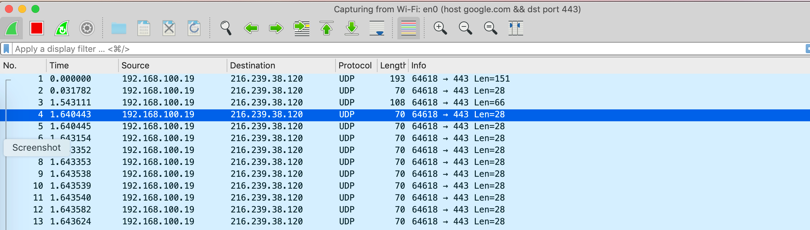 Capturing from Wi-Fi: en0 (host google.com && dst port 443)
Apply a display filter ... <⌘/>
No. Time Source Destination Protocol Length Info
1 0.000000 192.168.100.19 216.239.38.120 UDP 193 64618 → 443 Len=151
2 0.031782 192.168.100.19 216.239.38.120 UDP 70 64618 → 443 Len=28
3 1.543111 192.168.100.19 216.239.38.120 UDP 108 64618 → 443 Len=66
4 1.640443 192.168.100.19 216.239.38.120 UDP 70 64618 → 443 Len=28
5 1.640445 192.168.100.19 216.239.38.120 UDP 70 64618 → 443 Len=28
6 1.643154 192.168.100.19 216.239.38.120 UDP 70 64618 → 443 Len=28
Screenshot 3352 192.168.100.19 216.239.38.120 UDP 70 64618 → 443 Len=28
8 1.643353 192.168.100.19 216.239.38.120 UDP 70 64618 → 443 Len=28
9 1.643538 192.168.100.19 216.239.38.120 UDP 70 64618 → 443 Len=28
10 1.643539 192.168.100.19 216.239.38.120 UDP 70 64618 → 443 Len=28
11 1.643540 192.168.100.19 216.239.38.120 UDP 70 64618 → 443 Len=28
12 1.643582 192.168.100.19 216.239.38.120 UDP 70 64618 → 443 Len=28
13 1.643624 192.168.100.19 216.239.38.120 UDP 70 64618 → 443 Len=28